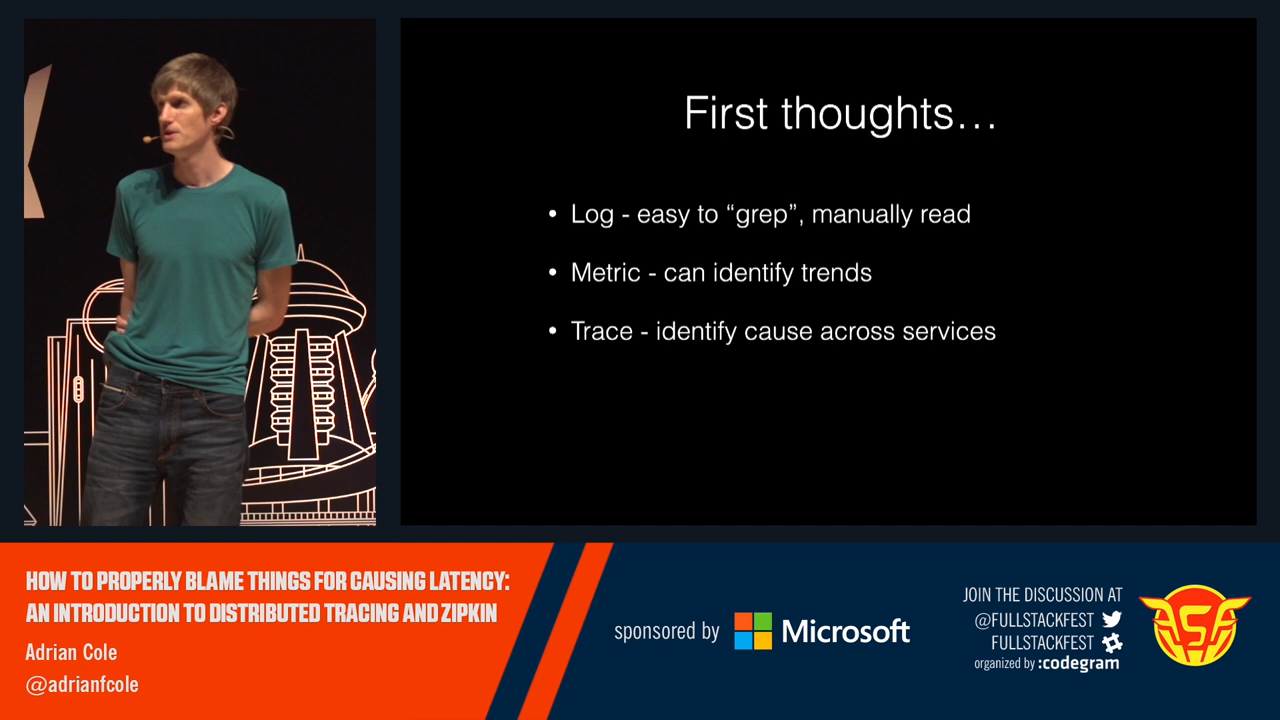 First thoughts…
• Log - easy to “grep”, manually read
• Metric - can identify trends
• Trace - identify cause across services
HOW TO PROPERLY BLAME THINGS FOR CAUSING LATENCY:
AN INTRODUCTION TO DISTRIBUTED TRACING AND ZIPKIN
Adrian Cole
@adrianfcole
sponsored by Microsoft
JOIN THE DISCUSSION AT
@FULLSTACKFEST
FULLSTACKFEST
organized by :codegram